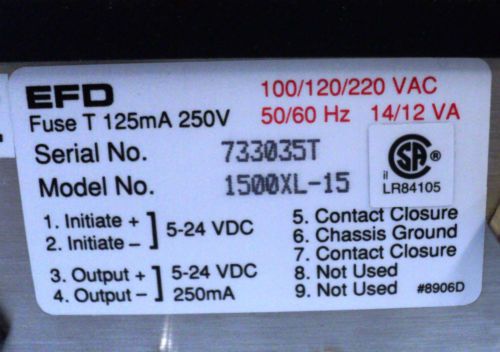 EFD
100/120/220 VAC
Fuse T 125mA 250V
50/60 Hz 14/12 VA
Serial No. 733035T
Model No. 1500XL-15
SA ®
il LR84105
1. Initiate +
2. Initiate –
5-24 VDC
3. Output +
4. Output –
5-24 VDC
250mA
5. Contact Closure
6. Chassis Ground
7. Contact Closure
8. Not Used
9. Not Used #8906D